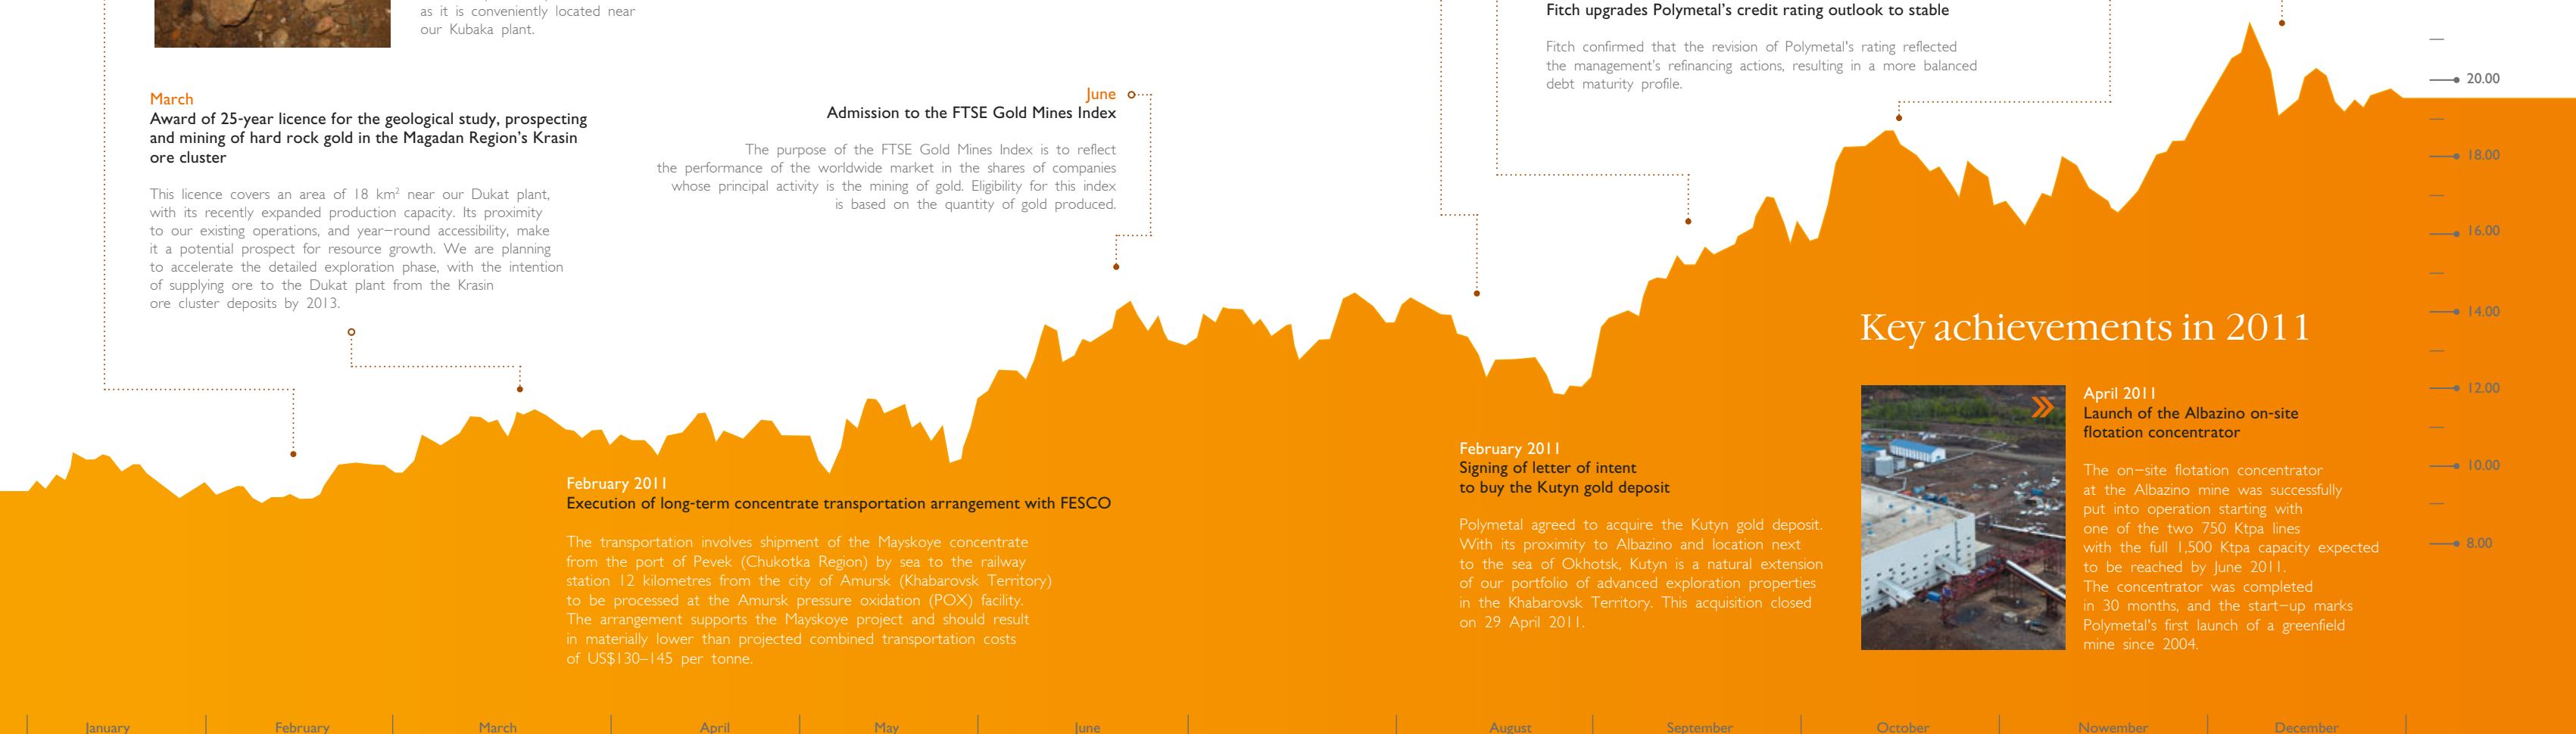 as it is conveniently located near
our Kubaka plant.
March
Award of 25-year licence for the geological study, prospecting
and mining of hard rock gold in the Magadan Region's Krasin
ore cluster
This licence covers an area of 18 km² near our Dukat plant,
with its recently expanded production capacity. Its proximity
to our existing operations, and year–round accessibility, make
it a potential prospect for resource growth. We are planning
to accelerate the detailed exploration phase, with the intention
of supplying ore to the Dukat plant from the Krasin
ore cluster deposits by 2013.
June
Admission to the FTSE Gold Mines Index
The purpose of the FTSE Gold Mines Index is to reflect
the performance of the worldwide market in the shares of companies
whose principal activity is the mining of gold. Eligibility for this index
is based on the quantity of gold produced.
Fitch upgrades Polymetal's credit rating outlook to stable
Fitch confirmed that the revision of Polymetal's rating reflected
the management's refinancing actions, resulting in a more balanced
debt maturity profile.
20.00
18.00
16.00
14.00
12.00
10.00
8.00
Key achievements in 2011
February 2011
Execution of long-term concentrate transportation arrangement with FESCO
The transportation involves shipment of the Mayskoye concentrate
from the port of Pevek (Chukotka Region) by sea to the railway
station 12 kilometres from the city of Amursk (Khabarovsk Territory)
to be processed at the Amursk pressure oxidation (POX) facility.
The arrangement supports the Mayskoye project and should result
in materially lower than projected combined transportation costs
of US$130–145 per tonne.
February 2011
Signing of letter of intent
to buy the Kutyn gold deposit
Polymetal agreed to acquire the Kutyn gold deposit.
With its proximity to Albazino and location next
to the sea of Okhotsk, Kutyn is a natural extension
of our portfolio of advanced exploration properties
in the Khabarovsk Territory. This acquisition closed
on 29 April 2011.
April 2011
Launch of the Albazino on-site
flotation concentrator
The on–site flotation concentrator
at the Albazino mine was successfully
put into operation starting with
one of the two 750 Ktpa lines
with the full 1,500 Ktpa capacity expected
to be reached by June 2011.
The concentrator was completed
in 30 months, and the start–up marks
Polymetal's first launch of a greenfield
mine since 2004.
January
February
March
April
May
June
August
September
October
Nowember
December